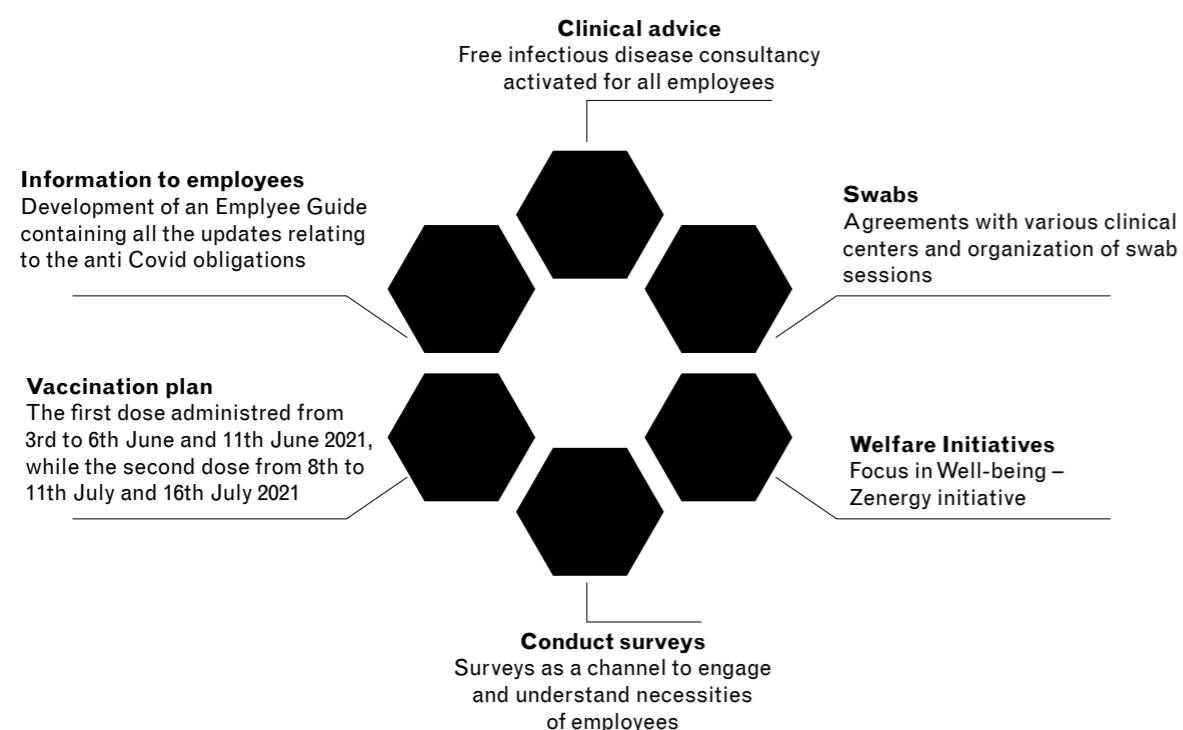 Clinical advice
Free infectious disease consultancy
activated for all employees
Information to employees
Development of an Emplyee Guide
containing all the updates relating
to the anti Covid obligations
Swabs
Agreements with various clinical
centers and organization of swab
sessions
Vaccination plan
The first dose administred from
3rd to 6th June and 11th June 2021,
while the second dose from 8th to
11th July and 16th July 2021
Welfare Initiatives
Focus in Well-being –
Zenergy initiative
Conduct surveys
Surveys as a channel to engage
and understand necessities
of employees